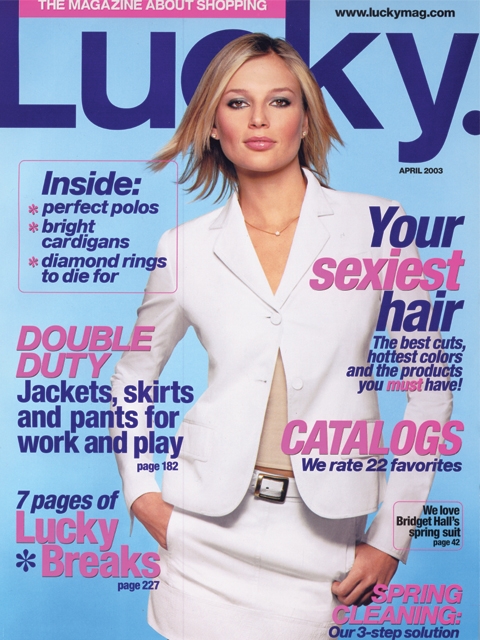 THE MAGAZINE ABOUT SHOPPING
www.luckymag.com
Lucky.
APRIL 2003
Inside:
* perfect polos
* bright
cardigans
* diamond rings
to die for
Your
sexiest
hair
The best cuts,
hottest colors
and the products
you must have!
DOUBLE
DUTY
Jackets, skirts
and pants for
work and play
page 182
CATALOGS
We rate 22 favorites
7 pages of
Lucky
* Breaks
page 227
We love
Bridget Hall's
spring suit
page 42
SPRING
CLEANING:
Our 3-step solution